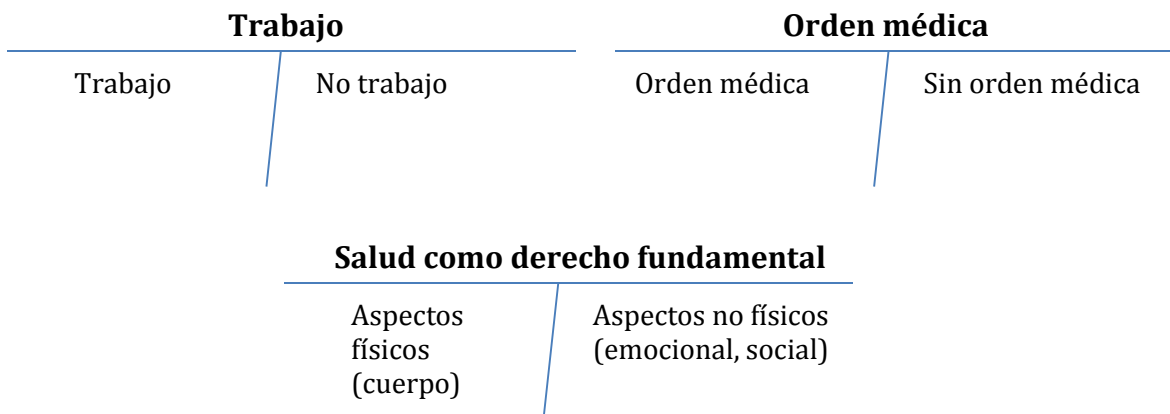 Trabajo
Orden médica
Trabajo
No trabajo
Orden médica
Sin orden médica
Salud como derecho fundamental
Aspectos
físicos
(cuerpo)
Aspectos no físicos
(emocional, social)